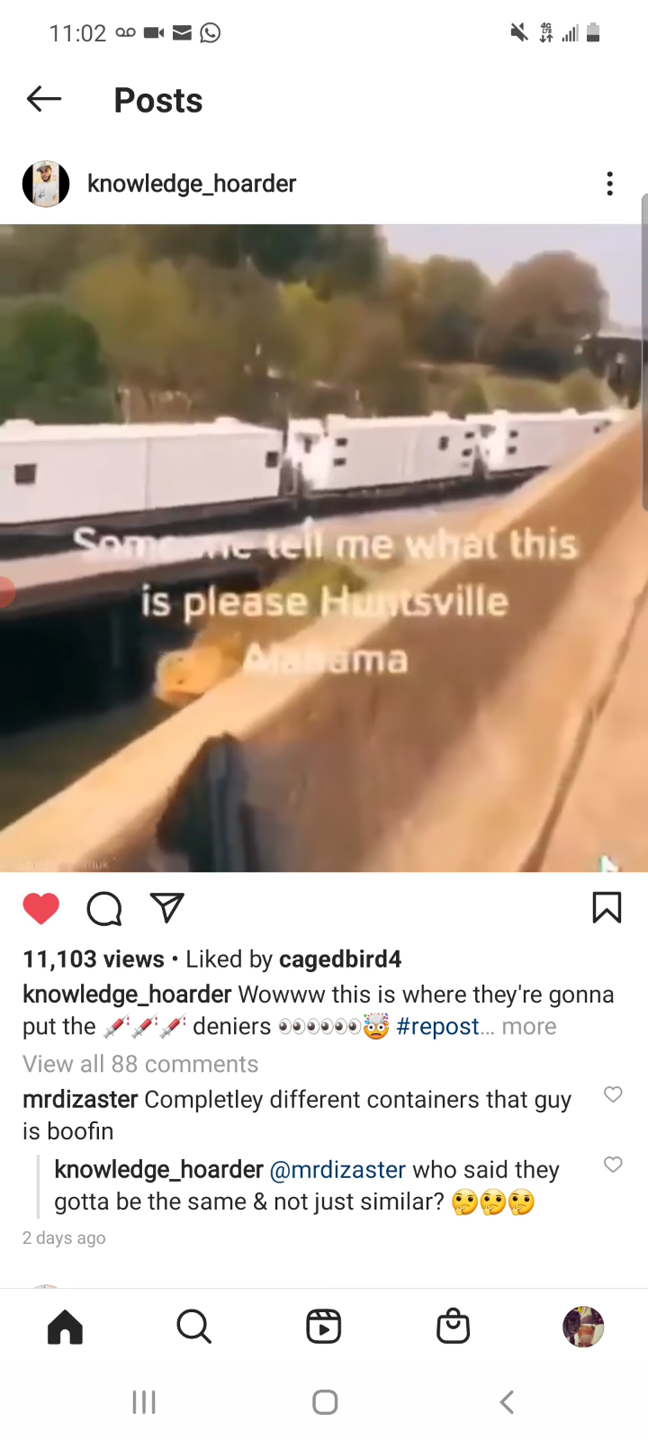 11:02
Posts
knowledge_hoarder
Someone tell me what this
is please Huntsville
Alabama
11,103 views • Liked by cagedbird4
knowledge_hoarder Wowww this is where they're gonna
put the 💉💉💉 deniers 👀👀👀🤯 #repost... more
View all 88 comments
mrdizaster Completley different containers that guy
is boofin
knowledge_hoarder @mrdizaster who said they
gotta be the same & not just similar? 🤔🤔🤔
2 days ago